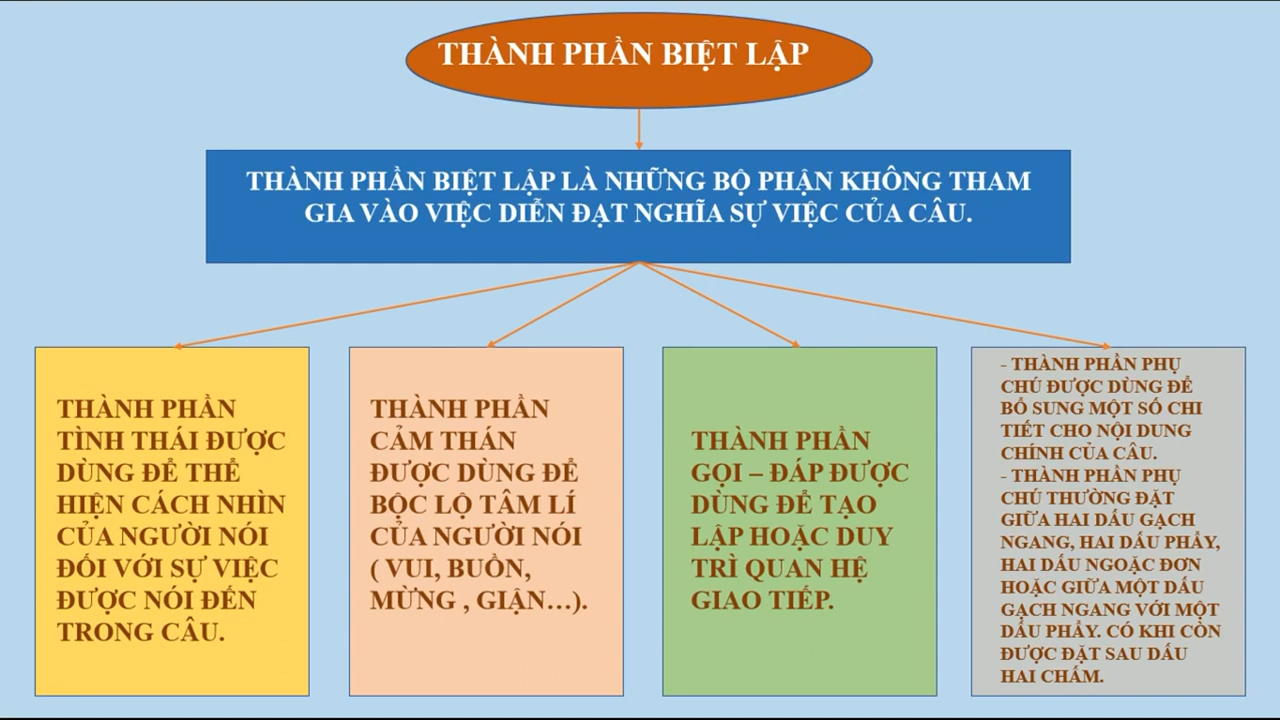 THÀNH PHẦN BIỆT LẬP
THÀNH PHẦN BIỆT LẬP LÀ NHỮNG BỘ PHẬN KHÔNG THAM
GIA VÀO VIỆC DIỄN ĐẠT NGHĨA SỰ VIỆC CỦA CÂU.
THÀNH PHẦN
TÌNH THÁI ĐƯỢC
DÙNG ĐỂ THỂ
HIỆN CÁCH NHÌN
CỦA NGƯỜI NÓI
ĐỐI VỚI SỰ VIỆC
ĐƯỢC NÓI ĐẾN
TRONG CÂU.
THÀNH PHẦN
CẢM THÁN
ĐƯỢC DÙNG ĐỂ
BỘC LỘ TÂM LÍ
CỦA NGƯỜI NÓI
( VUI, BUỒN,
MỪNG , GIẬN…).
THÀNH PHẦN
GỌI – ĐÁP ĐƯỢC
DÙNG ĐỂ TẠO
LẬP HOẶC DUY
TRÌ QUAN HỆ
GIAO TIẾP.
- THÀNH PHẦN PHỤ
CHÚ ĐƯỢC DÙNG ĐỂ
BỔ SUNG MỘT SỐ CHI
TIẾT CHO NỘI DUNG
CHÍNH CỦA CÂU.
- THÀNH PHẦN PHỤ
CHÚ THƯỜNG ĐẶT
GIỮA HAI DẤU GẠCH
NGANG, HAI DẤU PHẨY,
HAI DẤU NGOẶC ĐƠN
HOẶC GIỮA MỘT DẤU
GẠCH NGANG VỚI MỘT
DẤU PHẨY. CÓ KHI CÒN
ĐƯỢC ĐẶT SAU DẤU
HAI CHẤM.